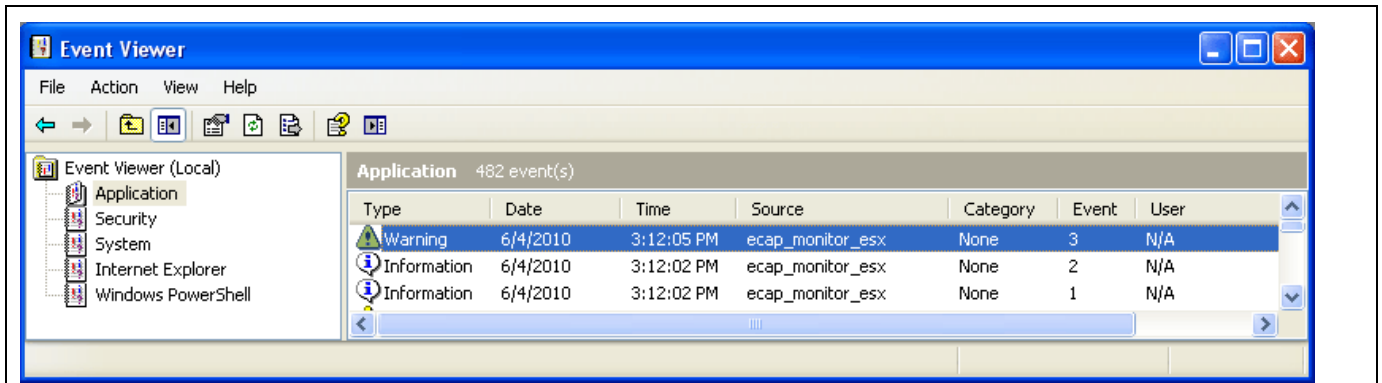 Event Viewer
File Action View Help
Event Viewer (Local)
Application
Security
System
Internet Explorer
Windows PowerShell
Application 482 event(s)
Type Date Time Source Category Event User
Warning 6/4/2010 3:12:05 PM ecap_monitor_esx None 3 N/A
Information 6/4/2010 3:12:02 PM ecap_monitor_esx None 2 N/A
Information 6/4/2010 3:12:02 PM ecap_monitor_esx None 1 N/A